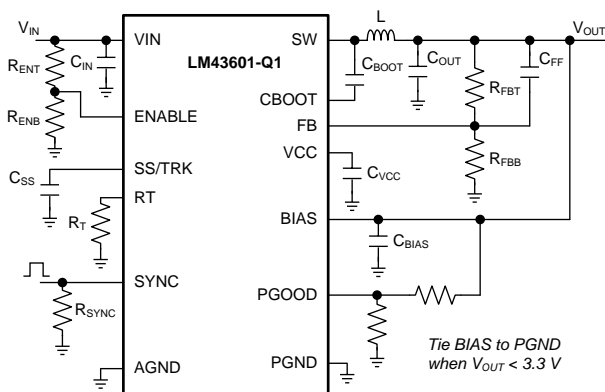 VIN
VIN
SW
L
VOUT
RENT
CIN
LM43601-Q1
CBOOT
COUT
RFBT
CFF
CBOOT
RENB
ENABLE
FB
VCC
RFBB
CSS
SS/TRK
CVCC
RT
RT
BIAS
CBIAS
SYNC
PGOOD
RSYNC
Tie BIAS to PGND
when VOUT < 3.3 V
AGND
PGND